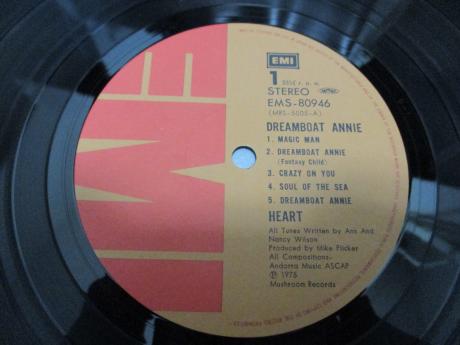 EMI
EMI
1
33⅓ r. p. m.
STEREO
EMS-80946
(MRS-5005-A)
DREAMBOAT ANNIE
1. MAGIC MAN
2. DREAMBOAT ANNIE
(Fantasy Child)
3. CRAZY ON YOU
4. SOUL OF THE SEA
5. DREAMBOAT ANNIE
HEART
All Tunes Written by Ann And
Nancy Wilson
Produced by Mike Flicker
All Compositions-
Andorra Music ASCAP
℗ 1976
Mushroom Records